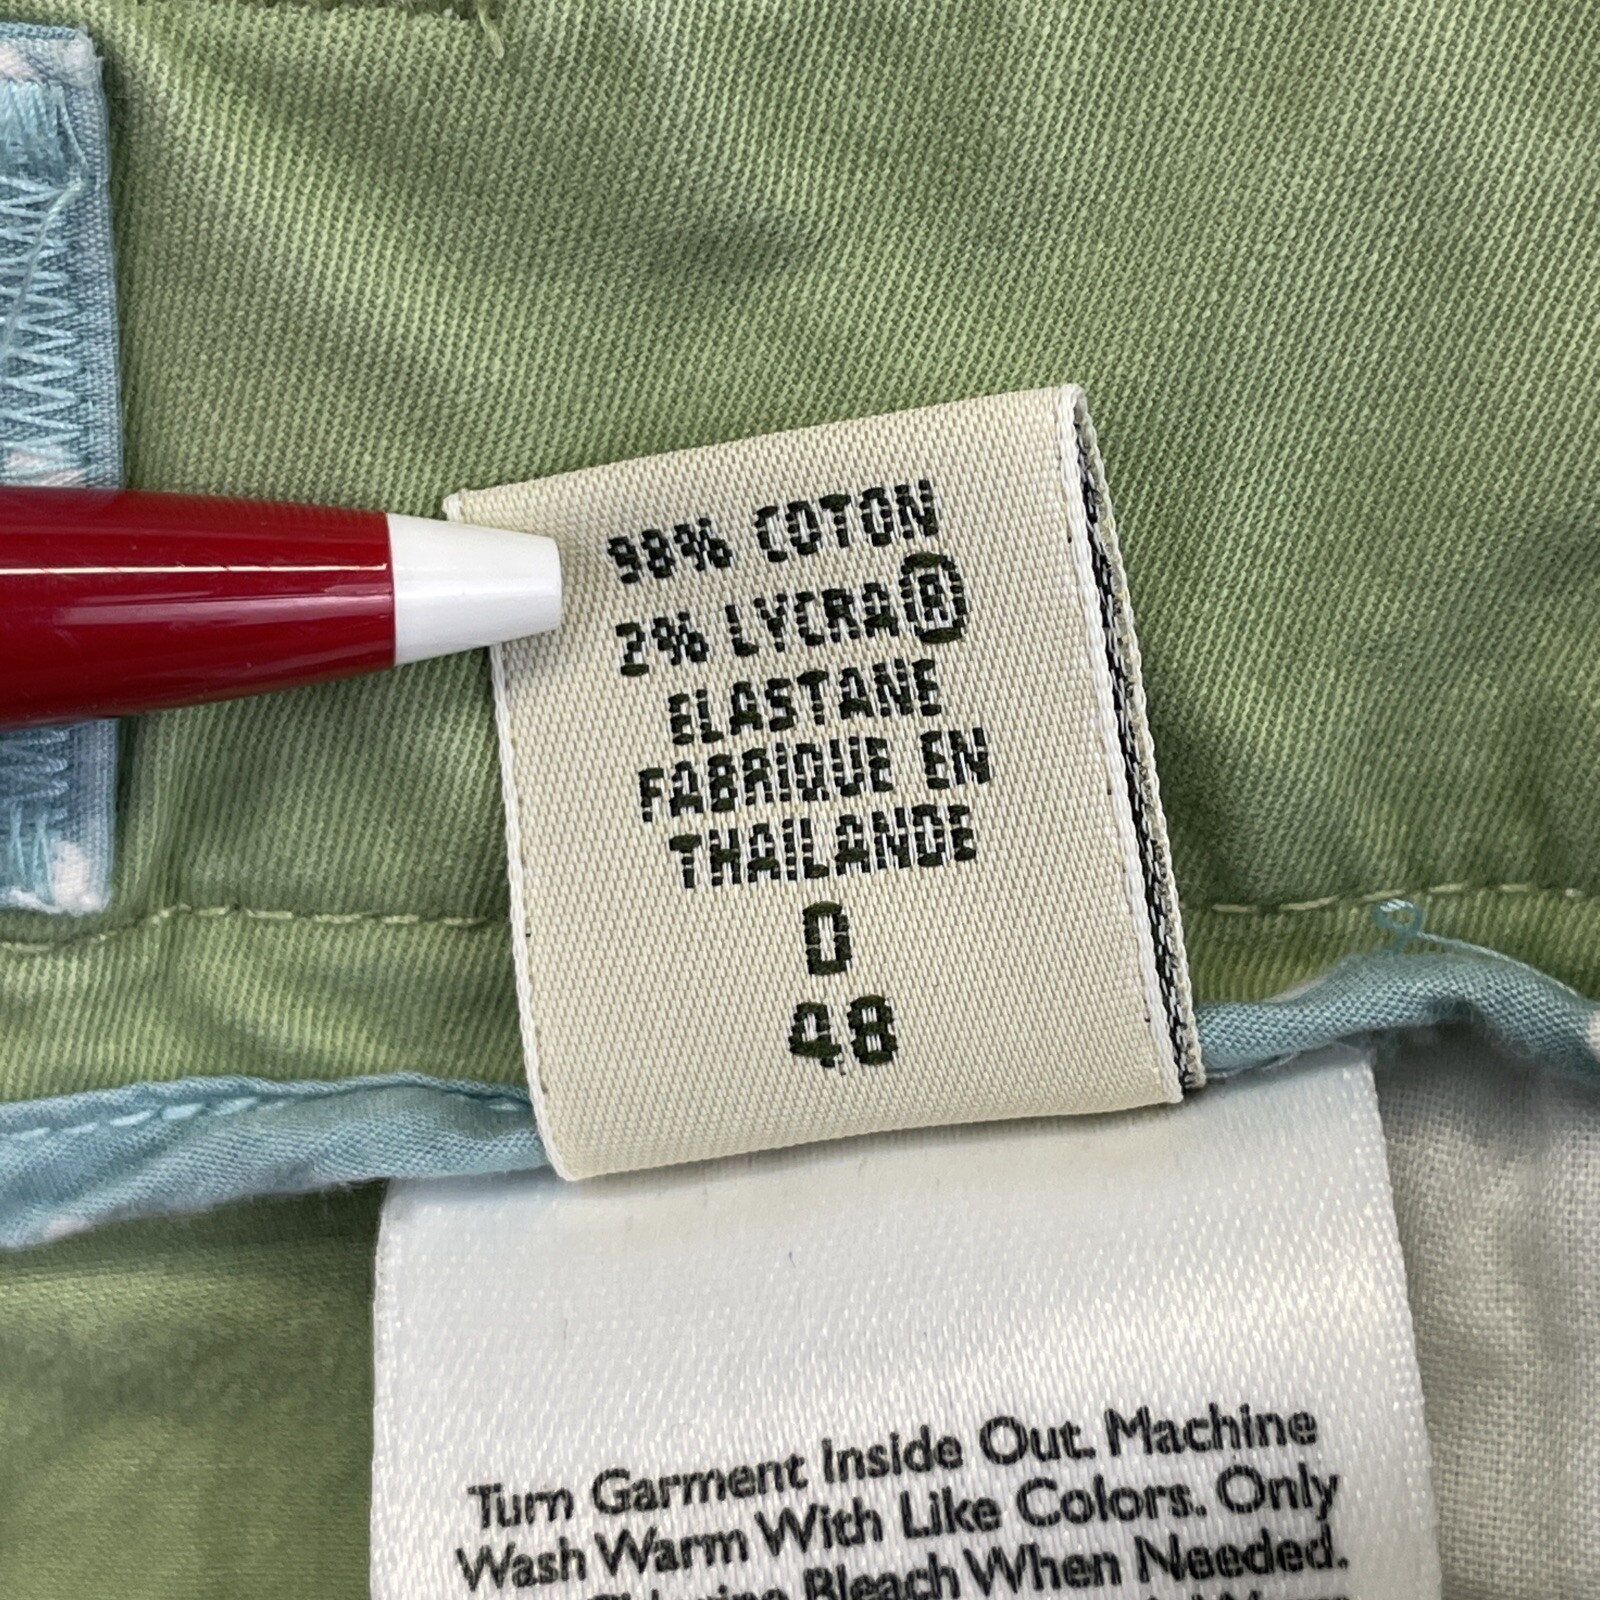 98% COTON
2% LYCRA®
ELASTANE
FABRIQUE EN
THAILANDE
0
48
Turn Garment Inside Out. Machine
Wash Warm With Like Colors. Only
Bleach When Needed.